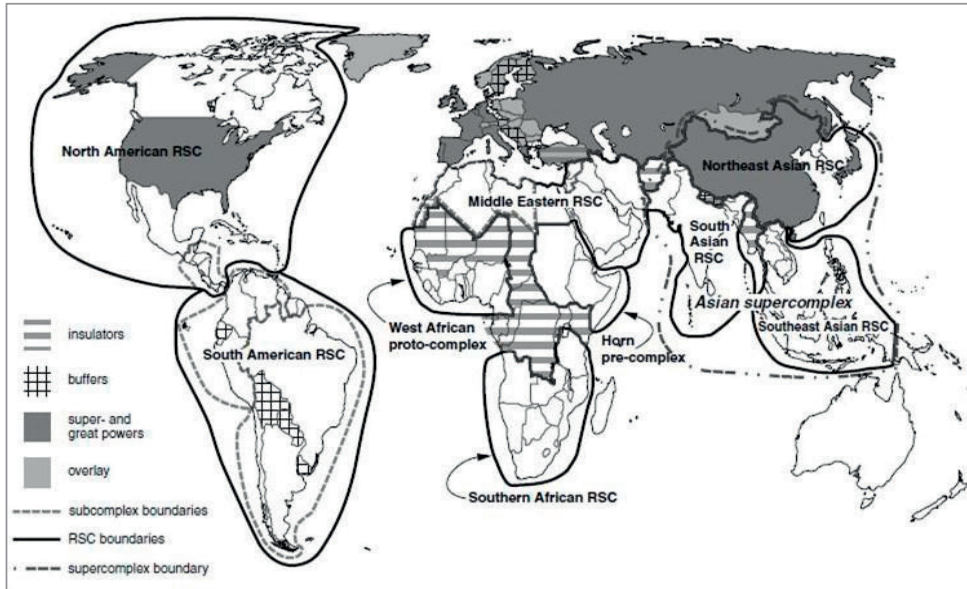 North American RSC
Northeast Asian RSC
Middle Eastern RSC
South
Asian
RSC
Asian supercomplex
Southeast Asian RSC
West African
proto-complex
Horn
pre-complex
South American RSC
Southern African RSC
insulators
buffers
super- and
great powers
overlay
subcomplex boundaries
RSC boundaries
supercomplex boundary